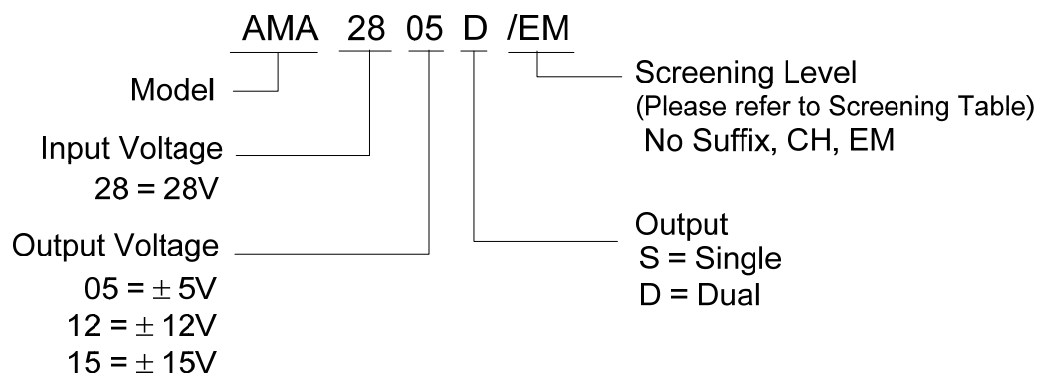 AMA 28 05 D /EM
Model
Input Voltage
28 = 28V
Output Voltage
05 = ± 5V
12 = ± 12V
15 = ± 15V
Screening Level
(Please refer to Screening Table)
No Suffix, CH, EM
Output
S = Single
D = Dual